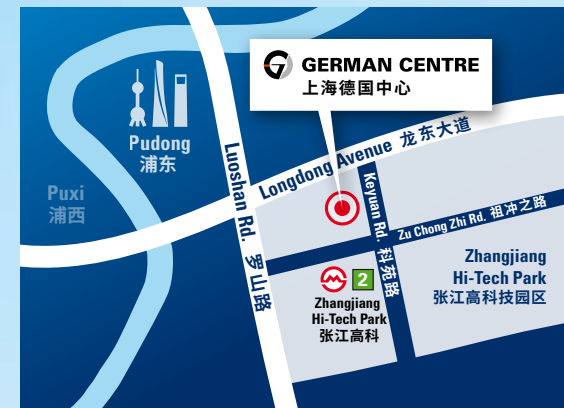 GERMAN CENTRE
上海德国中心
Pudong
浦东
Puxi
浦西
Longdong Avenue 龙东大道
Luoshan Rd. 罗山路
Keyuan Rd. 科苑路
Zu Chong Zhi Rd. 祖冲之路
Zhangjiang
Hi-Tech Park
张江高科技园区
2
Zhangjiang
Hi-Tech Park
张江高科